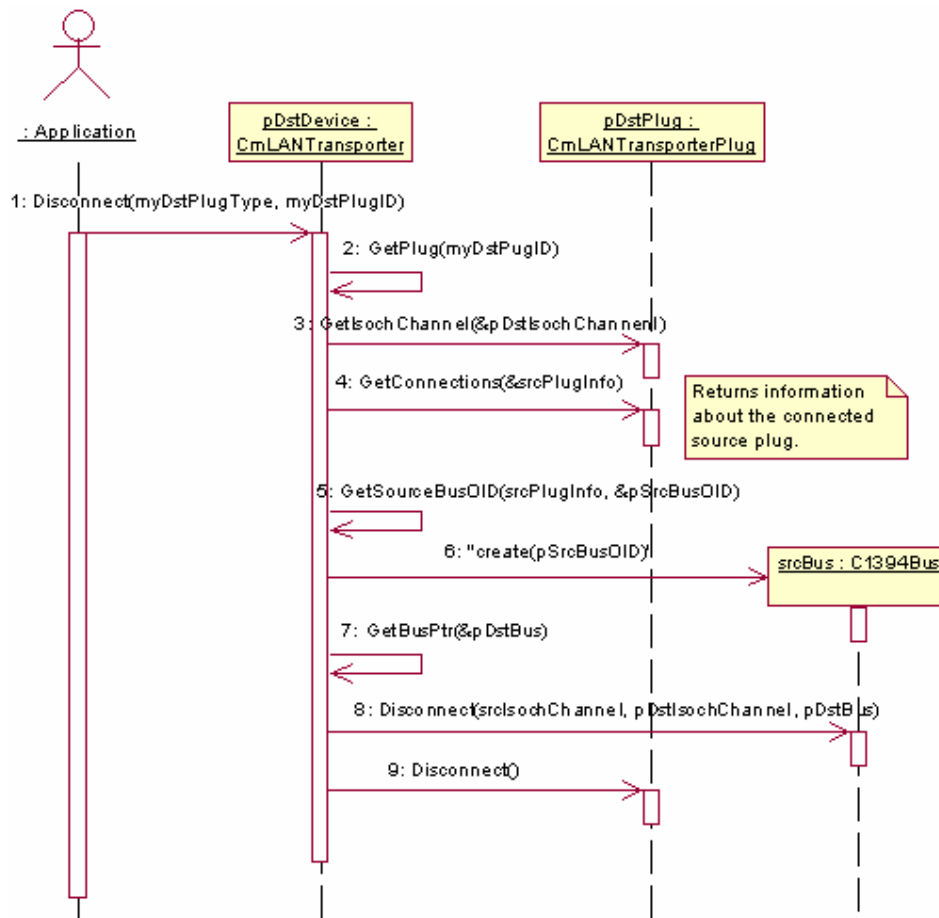 : Application
pDstDevice :
CmLANTransporter
pDstPlug :
CmLANTransporterPlug
1: Disconnect(myDstPlugType, myDstPlugID)
2: GetPlug(myDstPugID)
3: GetIsochChannel(&pDstIsochChannenl)
4: GetConnections(&srcPlugInfo)
Returns information
about the connected
source plug.
5: GetSourceBusOID(srcPlugInfo, &pSrcBusOID)
6: "create(pSrcBusOID)"
srcBus : C1394Bus
7: GetBusPtr(&pDstBus)
8: Disconnect(srcIsochChannel, pDstIsochChannel, pDstBus)
9: Disconnect()